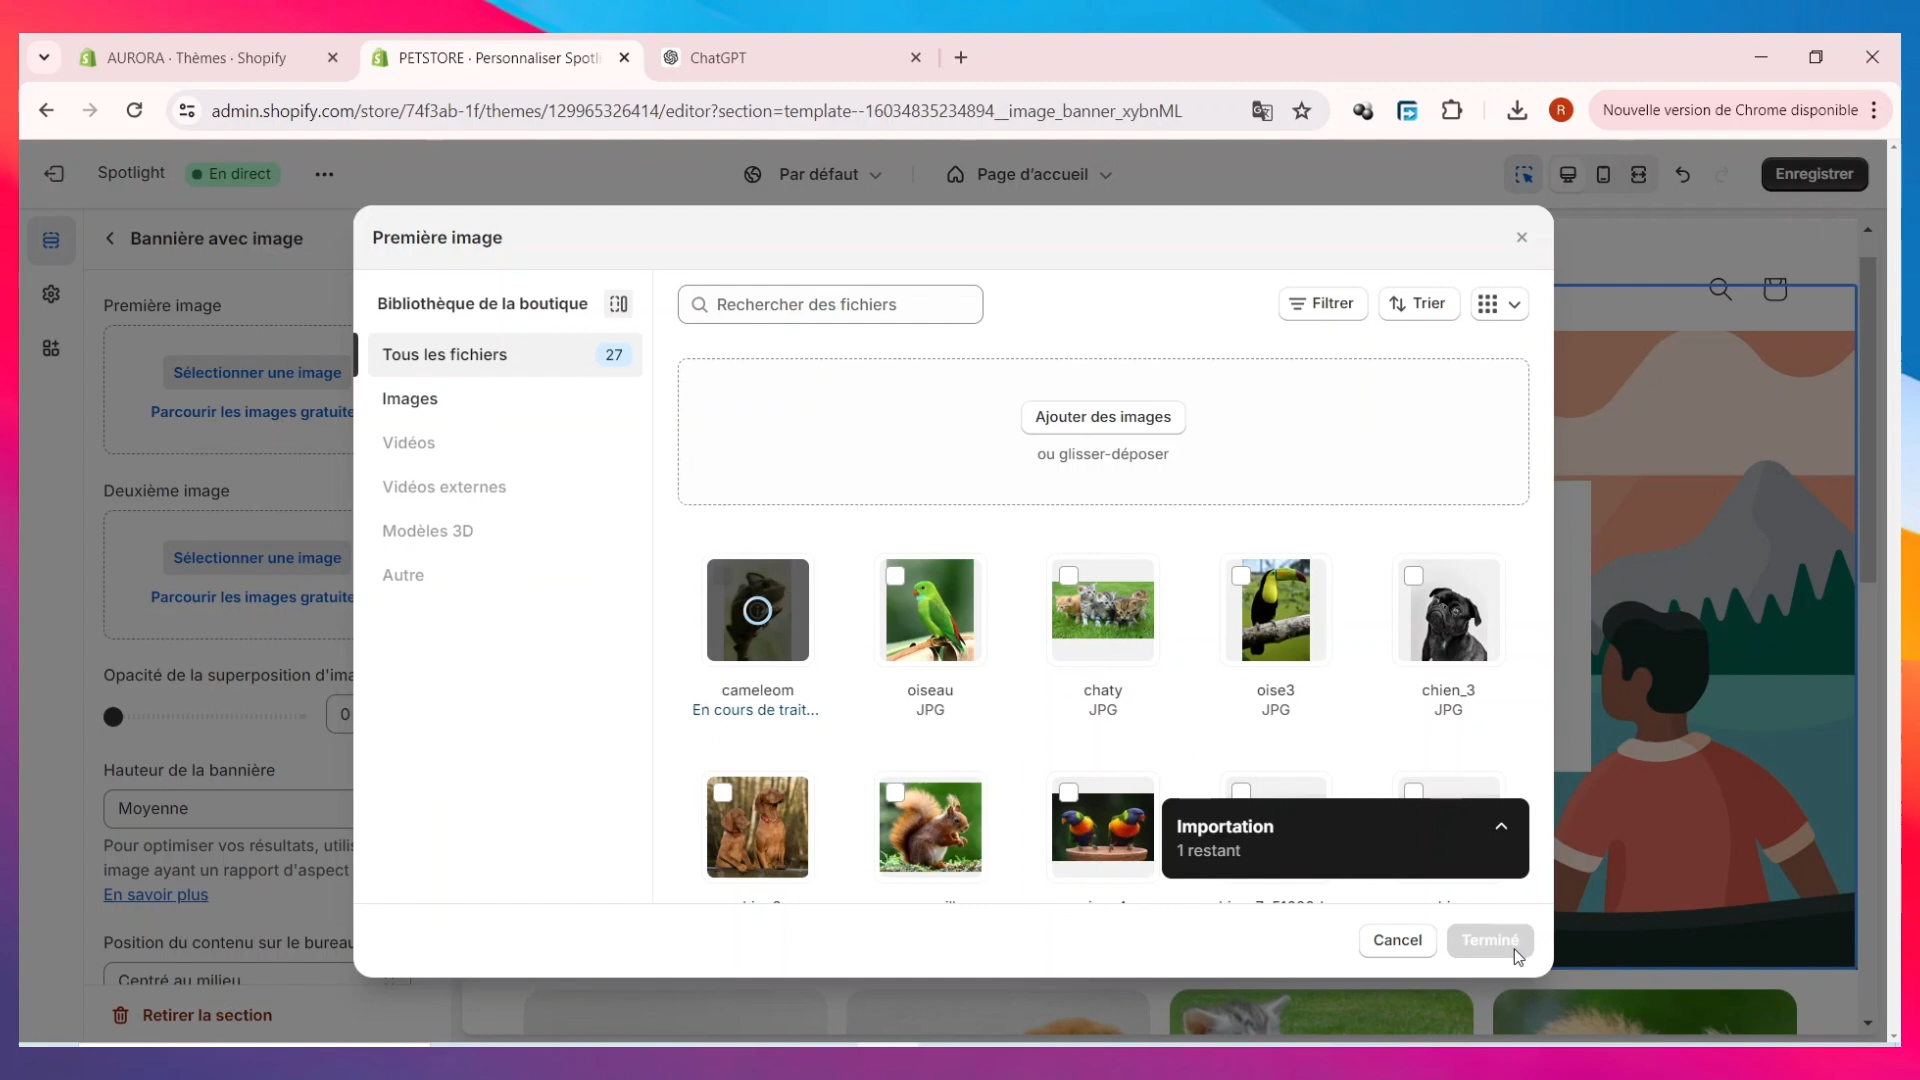 AURORA · Thèmes · Shopify
PETSTORE · Personnaliser Spotli
ChatGPT
admin.shopify.com/store/74f3ab-1f/themes/129965326414/editor?section=template--16034835234894__image_banner_xybnML
R
Nouvelle version de Chrome disponible
Spotlight
En direct
Par défaut
Page d'accueil
Enregistrer
Bannière avec image
Première image
Sélectionner une image
Parcourir les images gratuite
Deuxième image
Sélectionner une image
Parcourir les images gratuite
Opacité de la superposition d'ima
0
Hauteur de la bannière
Moyenne
Pour optimiser vos résultats, utilis
image ayant un rapport d'aspect
En savoir plus
Position du contenu sur le bureau
Centré au milieu
Retirer la section
Première image
Bibliothèque de la boutique
Tous les fichiers
27
Images
Vidéos
Vidéos externes
Modèles 3D
Autre
Rechercher des fichiers
Filtrer
Trier
Ajouter des images
ou glisser-déposer
cameleom
En cours de trait...
oiseau
JPG
chaty
JPG
oise3
JPG
chien_3
JPG
Importation
1 restant
Cancel
Terminé